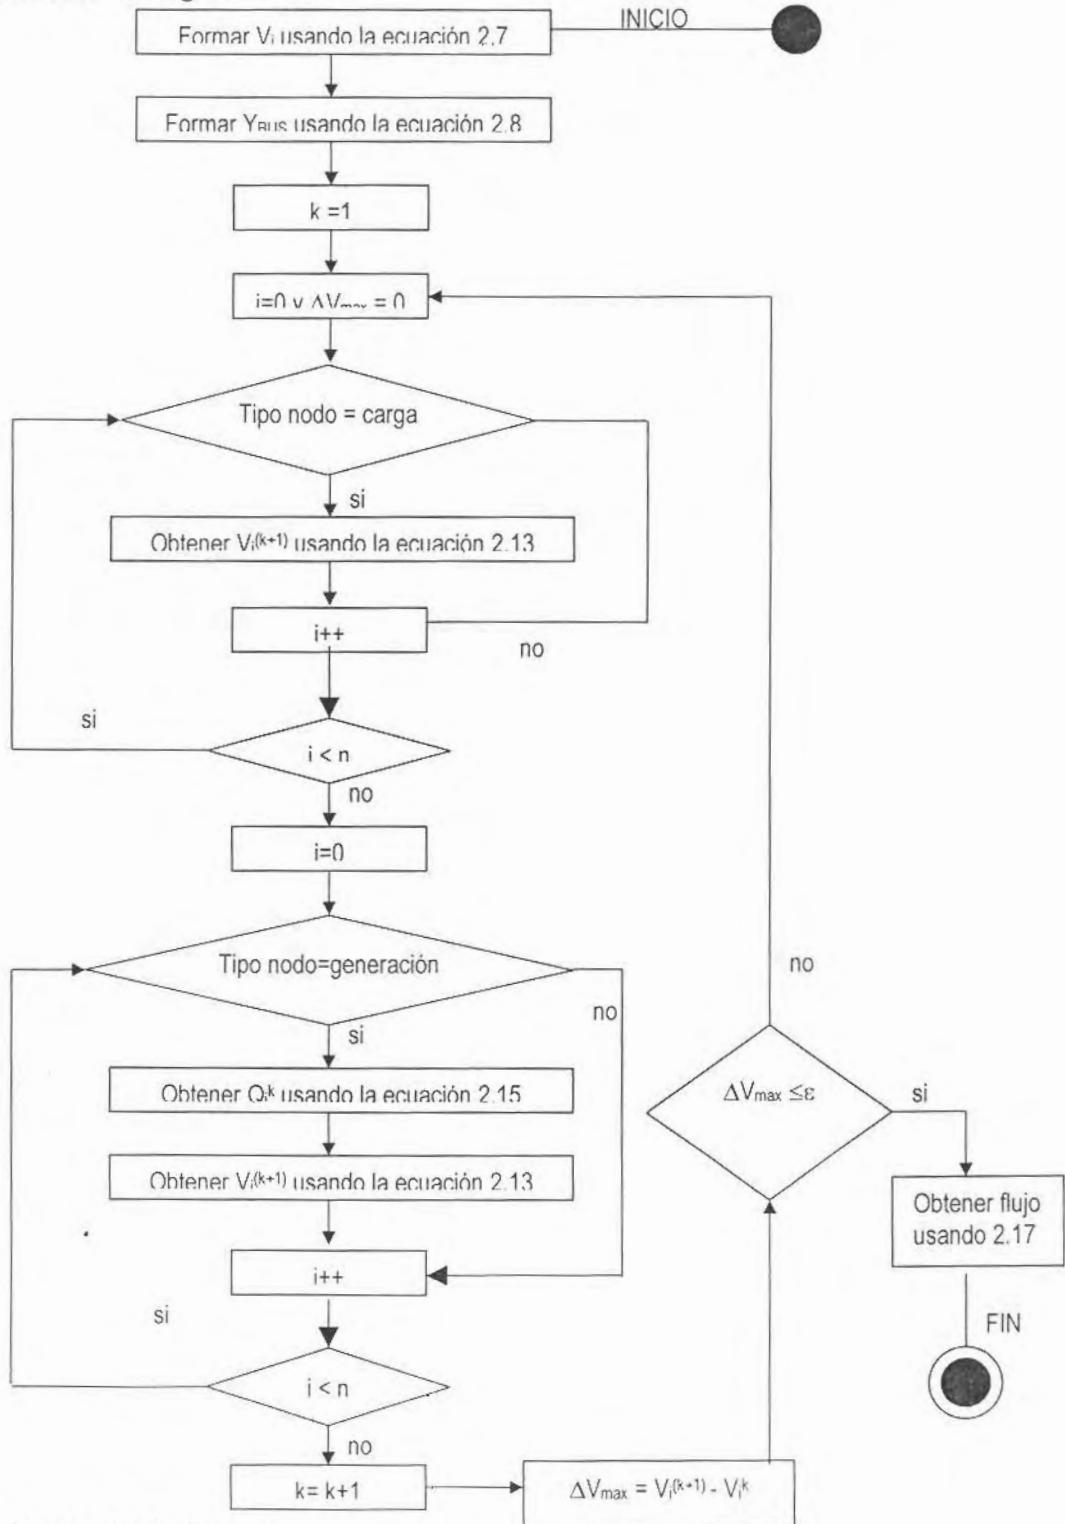 INICIO
Formar Vi usando la ecuación 2.7
Formar YBUS usando la ecuación 2.8
k =1
i=0 y ΔVmax = 0
Tipo nodo = carga
si
Obtener Vi(k+1) usando la ecuación 2.13
i++
no
si
i < n
no
i=0
Tipo nodo=generación
no
no
si
Obtener Qik usando la ecuación 2.15
ΔVmax ≤ε
si
Obtener Vi(k+1) usando la ecuación 2.13
Obtener flujo
usando 2.17
i++
si
FIN
i < n
no
k= k+1
ΔVmax = Vi(k+1) - Vik